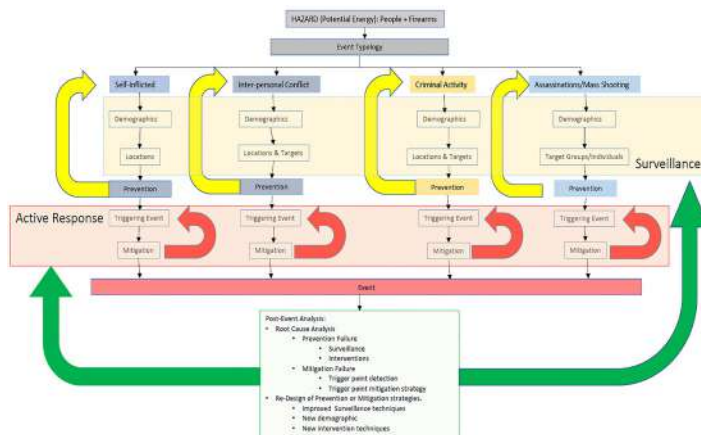 HAZARD (Potential Energy): People + Firearms
Event Typology
Self-Inflicted
Inter-personal Conflict
Criminal Activity
Assassinations/Mass Shooting
Demographics
Demographics
Demographics
Demographics
Locations
Locations & Targets
Locations & Targets
Target Groups/Individuals
Surveillance
Prevention
Prevention
Prevention
Prevention
Active Response
Triggering Event
Triggering Event
Triggering Event
Triggering Event
Mitigation
Mitigation
Mitigation
Mitigation
Event
Post-Event Analysis:
• Root Cause Analysis
• Prevention Failure
• Surveillance
• Interventions
• Mitigation Failure
• Trigger point detection
• Trigger point mitigation strategy
• Re-Design of Prevention or Mitigation strategies.
• Improved Surveillance techniques
• New demographic
• New intervention techniques